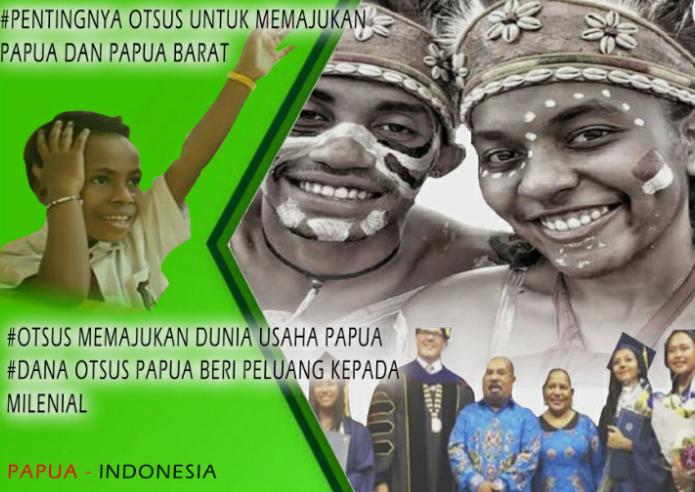 #PENTINGNYA OTSUS UNTUK MEMAJUKAN
PAPUA DAN PAPUA BARAT
#OTSUS MEMAJUKAN DUNIA USAHA PAPUA
#DANA OTSUS PAPUA BERI PELUANG KEPADA
MILENIAL
PAPUA - INDONESIA